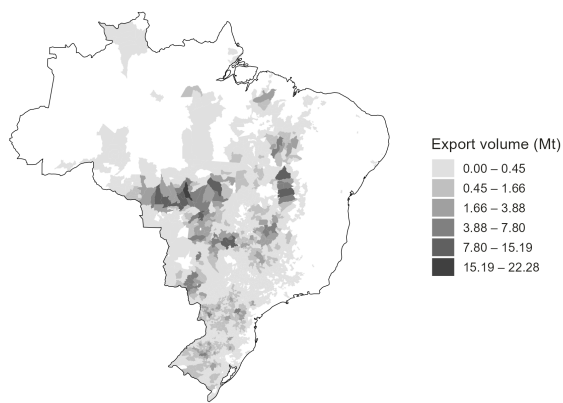 Export volume (Mt)
0.00 – 0.45
0.45 – 1.66
1.66 – 3.88
3.88 – 7.80
7.80 – 15.19
15.19 – 22.28